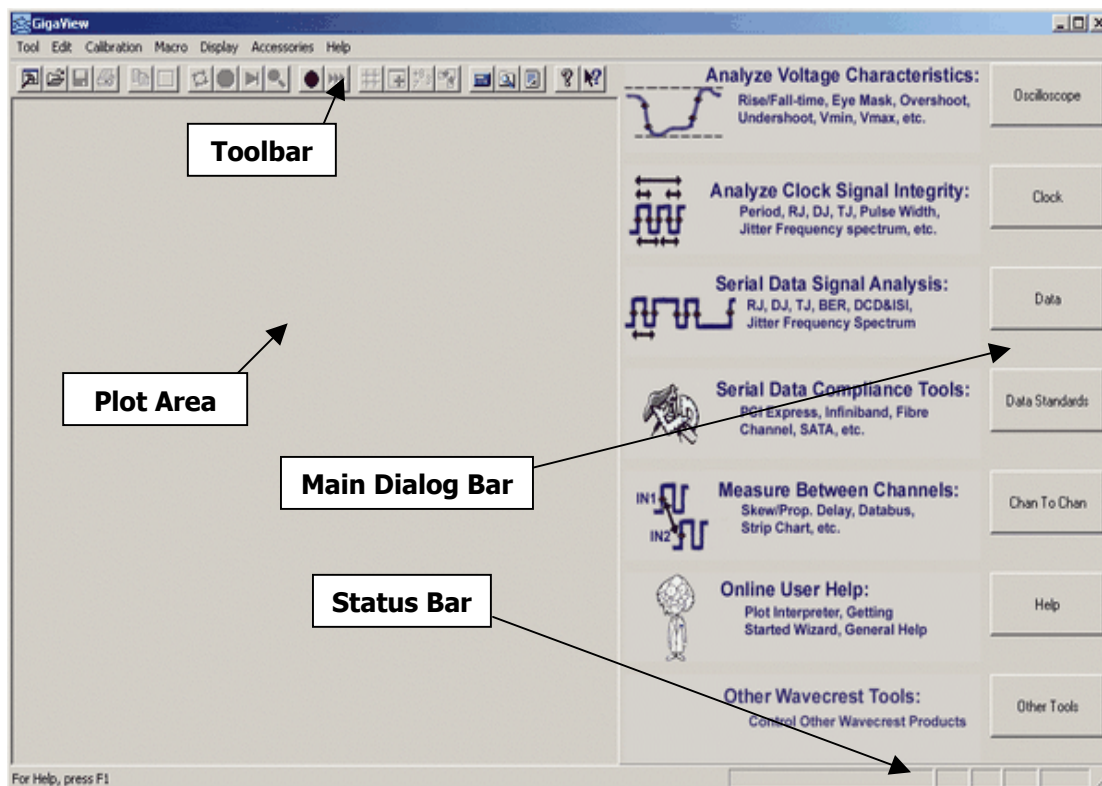 GigaView
Tool Edit Calibration Macro Display Accessories Help
Toolbar
Plot Area
Main Dialog Bar
Status Bar
Analyze Voltage Characteristics:
Rise/Fall-time, Eye Mask, Overshoot,
Undershoot, Vmin, Vmax, etc.
Oscilloscope
Analyze Clock Signal Integrity:
Period, RJ, DJ, TJ, Pulse Width,
Jitter Frequency spectrum, etc.
Clock
Serial Data Signal Analysis:
RJ, DJ, TJ, BER, DCD&ISI,
Jitter Frequency Spectrum
Data
Serial Data Compliance Tools:
PCI Express, Infiniband, Fibre
Channel, SATA, etc.
Data Standards
IN1
IN2
Measure Between Channels:
Skew/Prop. Delay, Databus,
Strip Chart, etc.
Chan To Chan
Online User Help:
Plot Interpreter, Getting
Started Wizard, General Help
Help
Other Wavecrest Tools:
Control Other Wavecrest Products
Other Tools
For Help, press F1